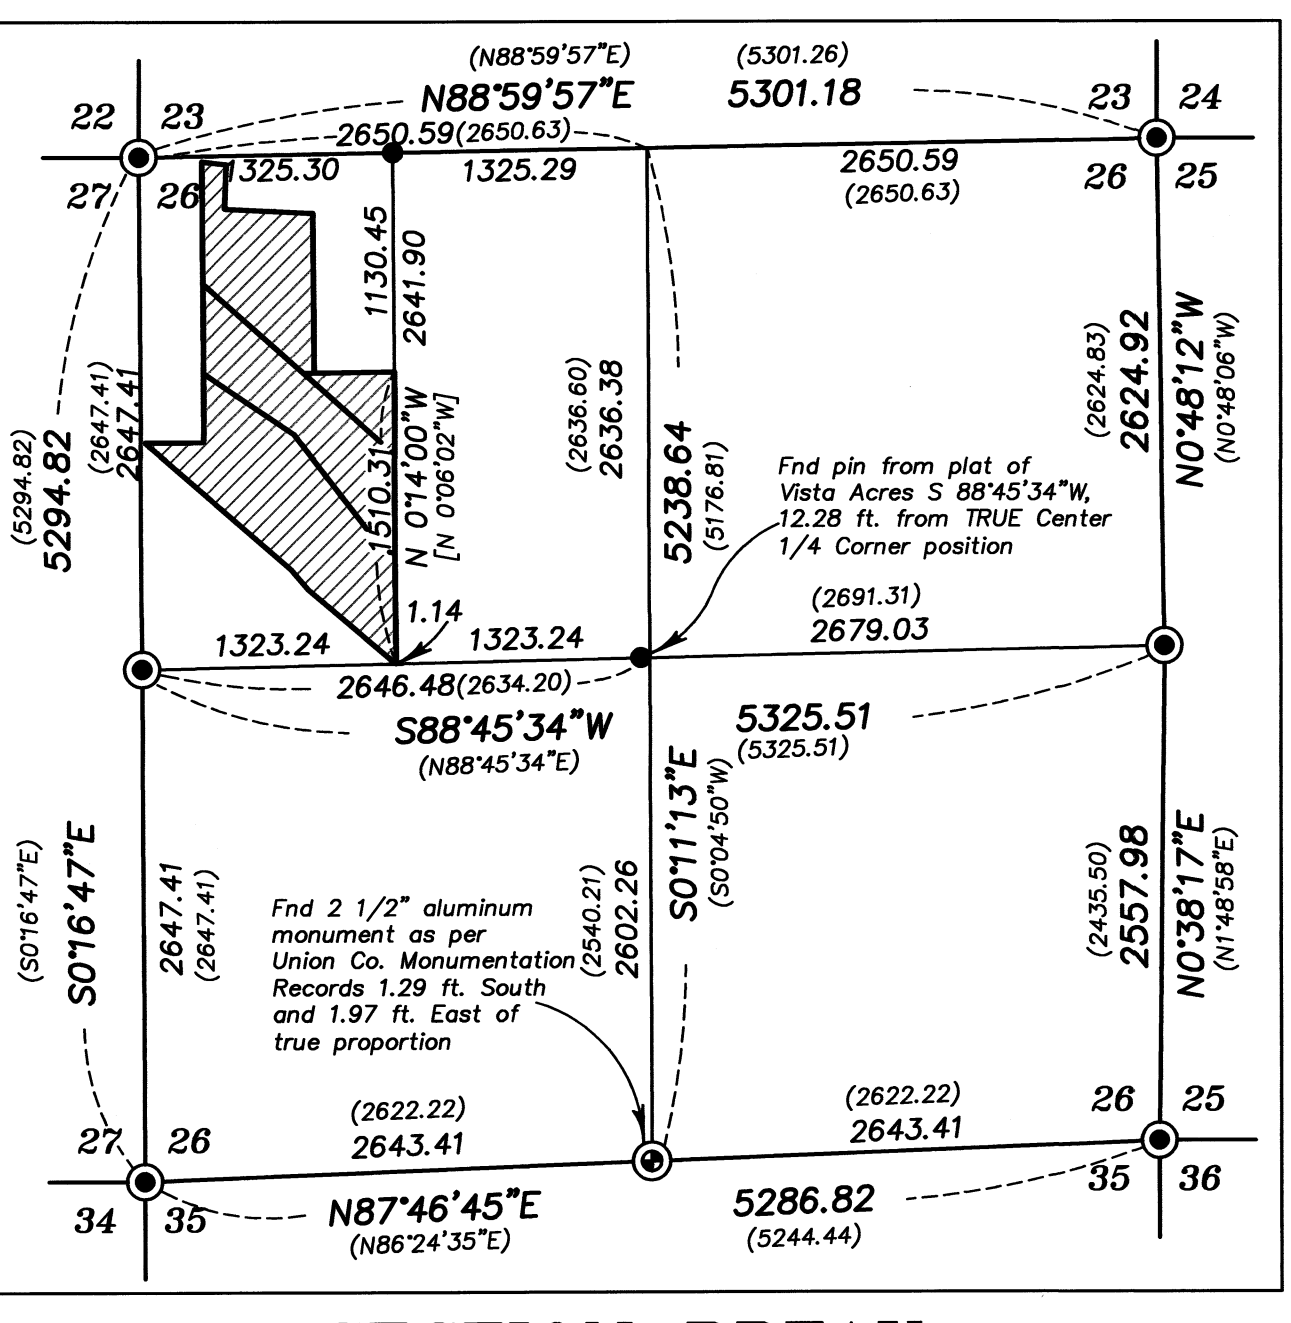 (N88°59'57"E)
(5301.26)
N88°59'57"E
5301.18
22
23
23
24
2650.59(2650.63)
1325.30
1325.29
2650.59
(2650.63)
27
26
26
25
1130.45
2641.90
(2647.41)
2647.41
(5294.82)
5294.82
1510.31
N 0°14'00"W
[N 0°06'02"W]
(2636.60)
2636.38
5238.64
(5176.81)
(2624.83)
2624.92
N0°48'12"W
(N0°48'06"W)
Fnd pin from plat of
Vista Acres S 88°45'34"W,
12.28 ft. from TRUE Center
1/4 Corner position
1.14
1323.24
1323.24
(2691.31)
2679.03
2646.48(2634.20)
S88°45'34"W
(N88°45'34"E)
5325.51
(5325.51)
(S0°16'47"E)
S0°16'47"E
2647.41
(2647.41)
Fnd 2 1/2" aluminum
monument as per
Union Co. Monumentation
Records 1.29 ft. South
and 1.97 ft. East of
true proportion
(2540.21)
2602.26
S0°11'13"E
(S0°04'50"W)
(2435.50)
2557.98
N0°38'17"E
(N1°48'58"E)
(2622.22)
2643.41
(2622.22)
2643.41
27
26
26
25
34
35
35
36
N87°46'45"E
(N86°24'35"E)
5286.82
(5244.44)